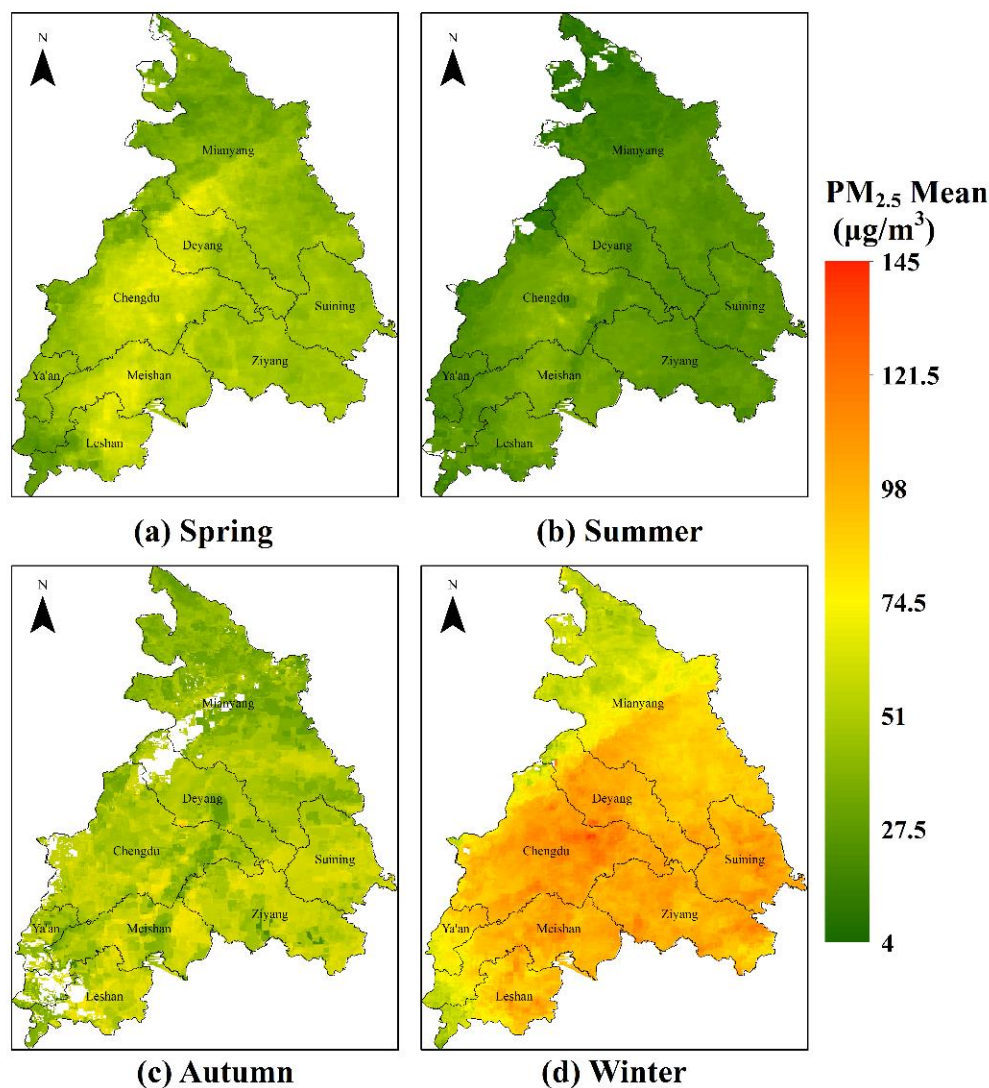 N
Mianyang
Deyang
Chengdu
Suining
Ya'an
Meishan
Ziyang
Leshan
(a) Spring
N
Mianyang
Deyang
Chengdu
Suining
Ya'an
Meishan
Ziyang
Leshan
(b) Summer
PM2.5 Mean
(μg/m³)
145
121.5
98
74.5
51
27.5
4
N
Mianyang
Deyang
Chengdu
Suining
Ya'an
Meishan
Ziyang
Leshan
(c) Autumn
N
Mianyang
Deyang
Chengdu
Suining
Ya'an
Meishan
Ziyang
Leshan
(d) Winter